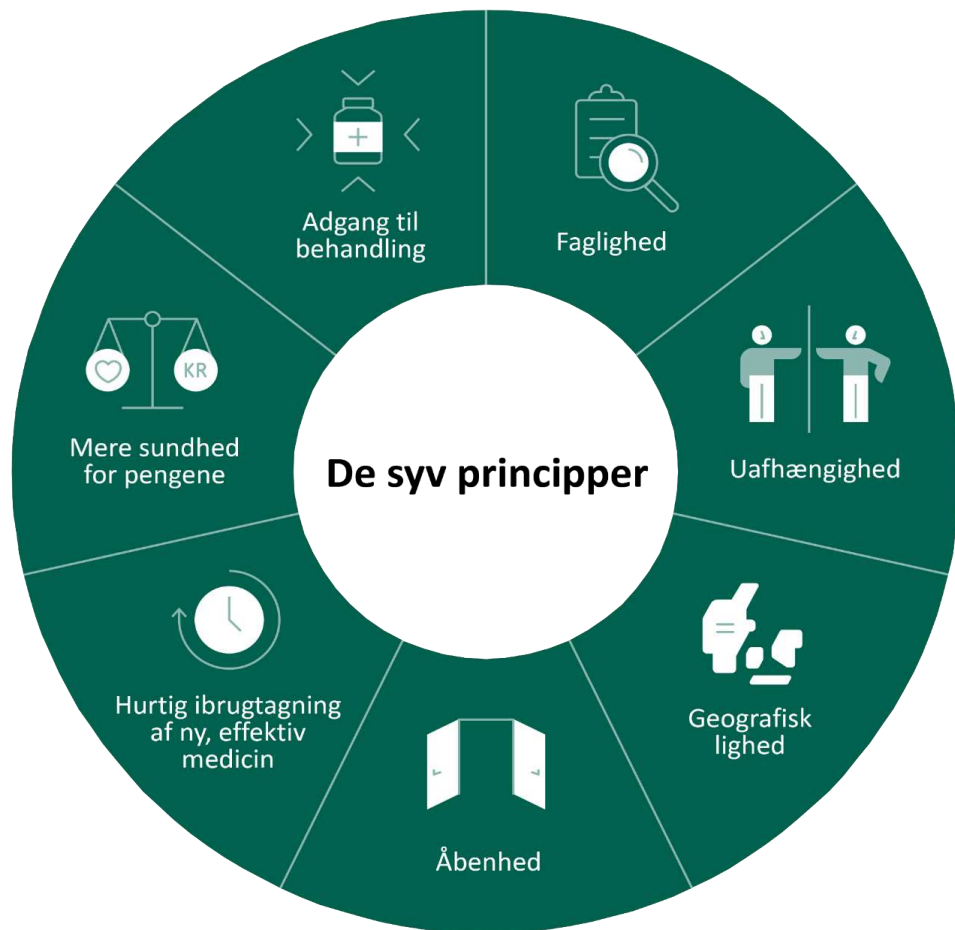 De syv principper
Faglighed
Uafhængighed
Geografisk
lighed
Åbenhed
Hurtig ibrugtagning
af ny, effektiv
medicin
Mere sundhed
for pengene
KR
Adgang til
behandling